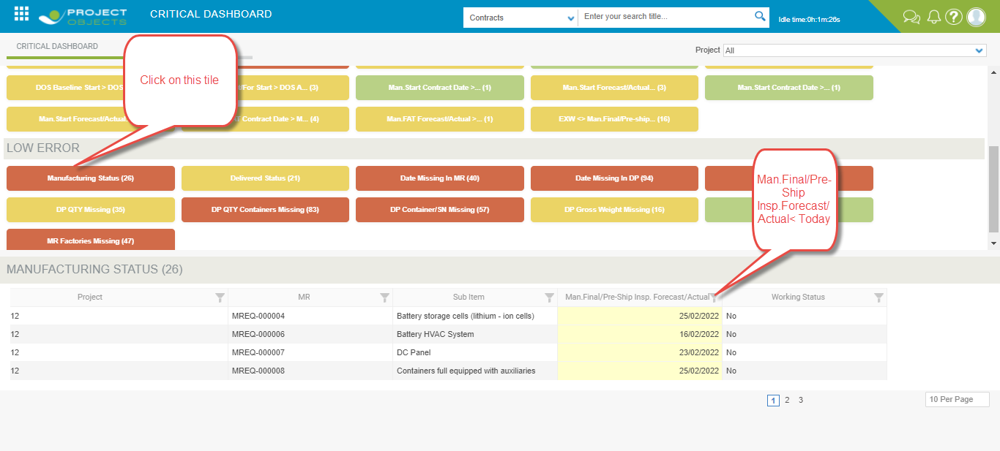 PROJECT
OBJECTS
CRITICAL DASHBOARD
Contracts
Enter your search title...
Idle time:0h:1m:26s
CRITICAL DASHBOARD
Project
All
Click on this tile
DOS Baseline Start > DOS
/For Start > DOS A... (3)
Man.Start Contract Date >... (1)
Man.Start Forecast/Actual... (3)
Man.Start Contract Date >... (1)
Man.Start Forecast/Actual.
T Contract Date > M... (4)
Man.FAT Forecast/Actual >... (1)
EXW <> Man.Final/Pre-ship... (16)
LOW ERROR
Manufacturing Status (26)
Delivered Status (21)
Date Missing In MR (40)
Date Missing In DP (94)
Man.Final/Pre-
Ship
Insp.Forecast/
Actual< Today
DP QTY Missing (35)
DP QTY Containers Missing (83)
DP Container/SN Missing (57)
DP Gross Weight Missing (16)
MR Factories Missing (47)
MANUFACTURING STATUS (26)
Project MR Sub Item Man.Final/Pre-Ship Insp. Forecast/Actual Working Status
12 MREQ-000004 Battery storage cells (lithium - ion cells) 25/02/2022 No
12 MREQ-000006 Battery HVAC System 16/02/2022 No
12 MREQ-000007 DC Panel 23/02/2022 No
12 MREQ-000008 Containers full equipped with auxiliaries 25/02/2022 No
1 2 3
10 Per Page